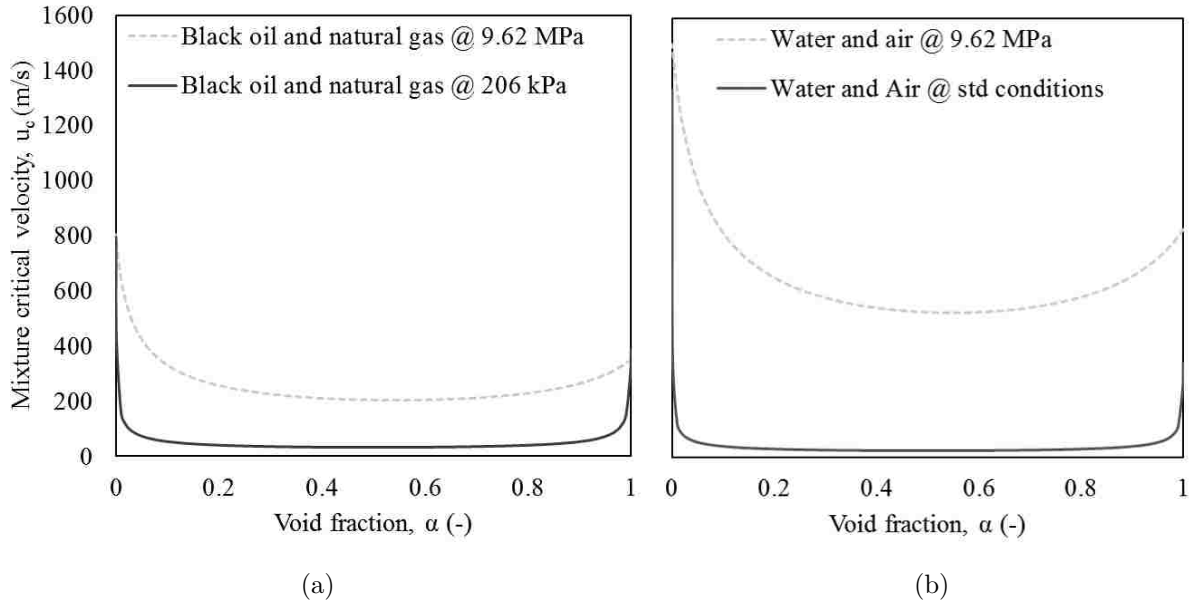 Mixture critical velocity, u_c (m/s)
1600
1400
1200
1000
800
600
400
200
0
Black oil and natural gas @ 9.62 MPa
Black oil and natural gas @ 206 kPa
0 0.2 0.4 0.6 0.8 1
Void fraction, α (-)
(a)
Water and air @ 9.62 MPa
Water and Air @ std conditions
0 0.2 0.4 0.6 0.8 1
Void fraction, α (-)
(b)